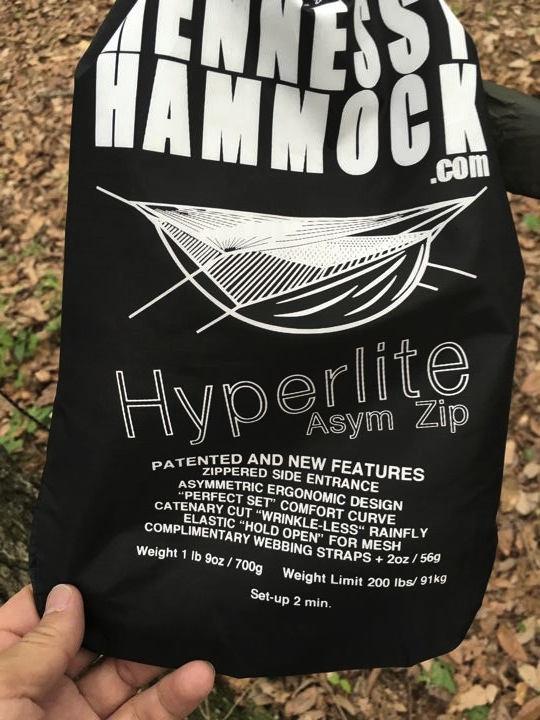 HENNESSY
HAMMOCK
.com
Hyperlite
Asym Zip
PATENTED AND NEW FEATURES
ZIPPERED SIDE ENTRANCE
ASYMMETRIC ERGONOMIC DESIGN
"PERFECT SET" COMFORT CURVE
CATENARY CUT "WRINKLE-LESS" RAINFLY
ELASTIC "HOLD OPEN" FOR MESH
COMPLIMENTARY WEBBING STRAPS + 2oz / 56g
Weight 1 lb 9oz / 700g Weight Limit 200 lbs/ 91kg
Set-up 2 min.